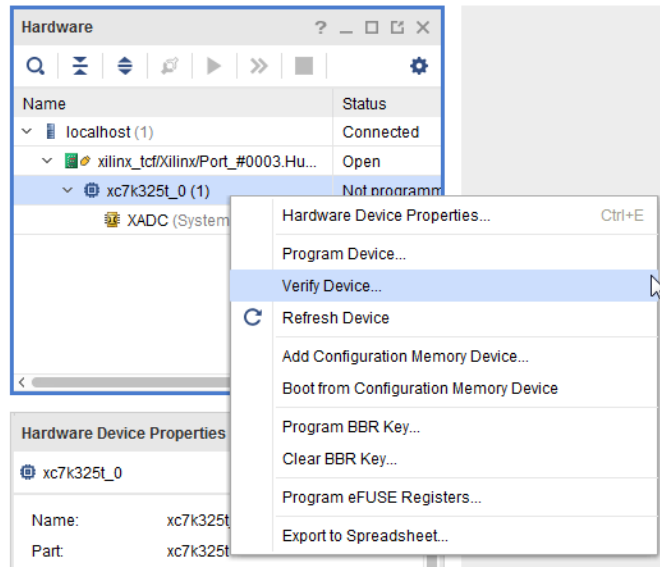 Hardware
Name Status
localhost (1) Connected
xilinx_tcf/Xilinx/Port_#0003.Hu... Open
xc7k325t_0 (1) Not programm
XADC (System
Hardware Device Properties... Ctrl+E
Program Device...
Verify Device...
Refresh Device
Add Configuration Memory Device...
Boot from Configuration Memory Device
Program BBR Key...
Clear BBR Key...
Program eFUSE Registers...
Export to Spreadsheet...
Hardware Device Properties
xc7k325t_0
Name: xc7k325t
Part: xc7k325t